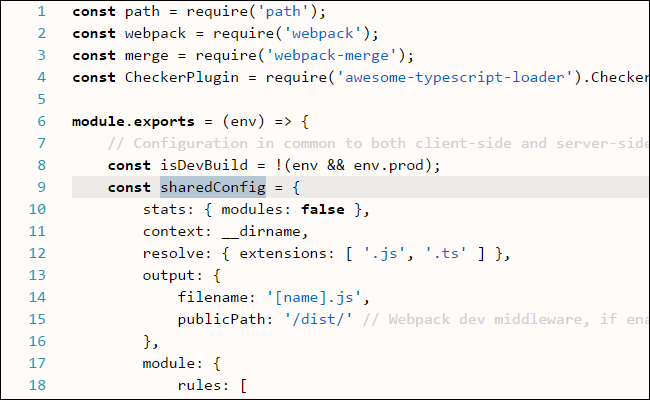 1 const path = require('path');
2 const webpack = require('webpack');
3 const merge = require('webpack-merge');
4 const CheckerPlugin = require('awesome-typescript-loader').Checker
5
6 module.exports = (env) => {
7     // Configuration in common to both client-side and server-side
8     const isDevBuild = !(env && env.prod);
9     const sharedConfig = {
10         stats: { modules: false },
11         context: __dirname,
12         resolve: { extensions: [ '.js', '.ts' ] },
13         output: {
14             filename: '[name].js',
15             publicPath: '/dist/' // Webpack dev middleware, if ena
16         },
17         module: {
18             rules: [